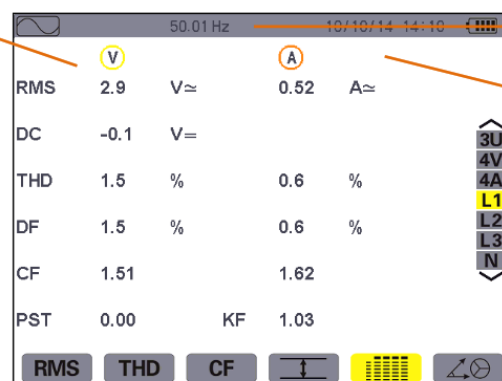 50.01 Hz 10/10/14 14:10
V A
RMS 2.9 V≃ 0.52 A≃
DC -0.1 V=
3U
4V
THD 1.5 % 0.6 % 4A
L1
DF 1.5 % 0.6 % L2
L3
CF 1.51 1.62 N
PST 0.00 KF 1.03
RMS THD CF